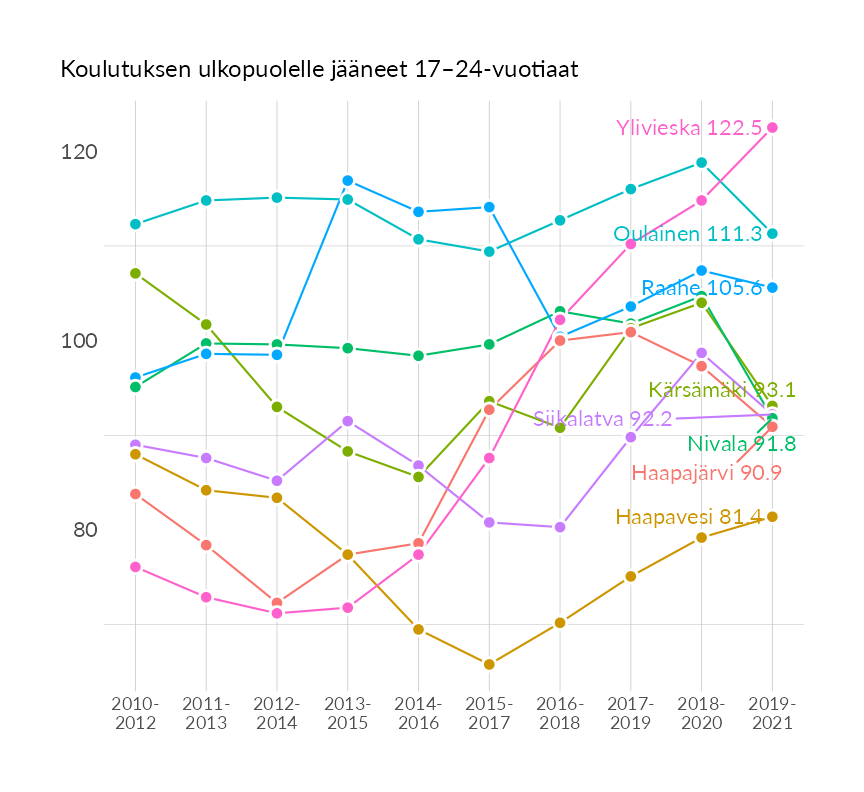 Koulutuksen ulkopuolelle jääneet 17–24-vuotiaat
120
100
80
Ylivieska 122.5
Oulainen 111.3
Raahe 105.6
Kärsämäki 93.1
Siikalatva 92.2
Nivala 91.8
Haapajärvi 90.9
Haapavesi 81.4
2010- 2011- 2012- 2013- 2014- 2015- 2016- 2017- 2018- 2019-
2012 2013 2014 2015 2016 2017 2018 2019 2020 2021